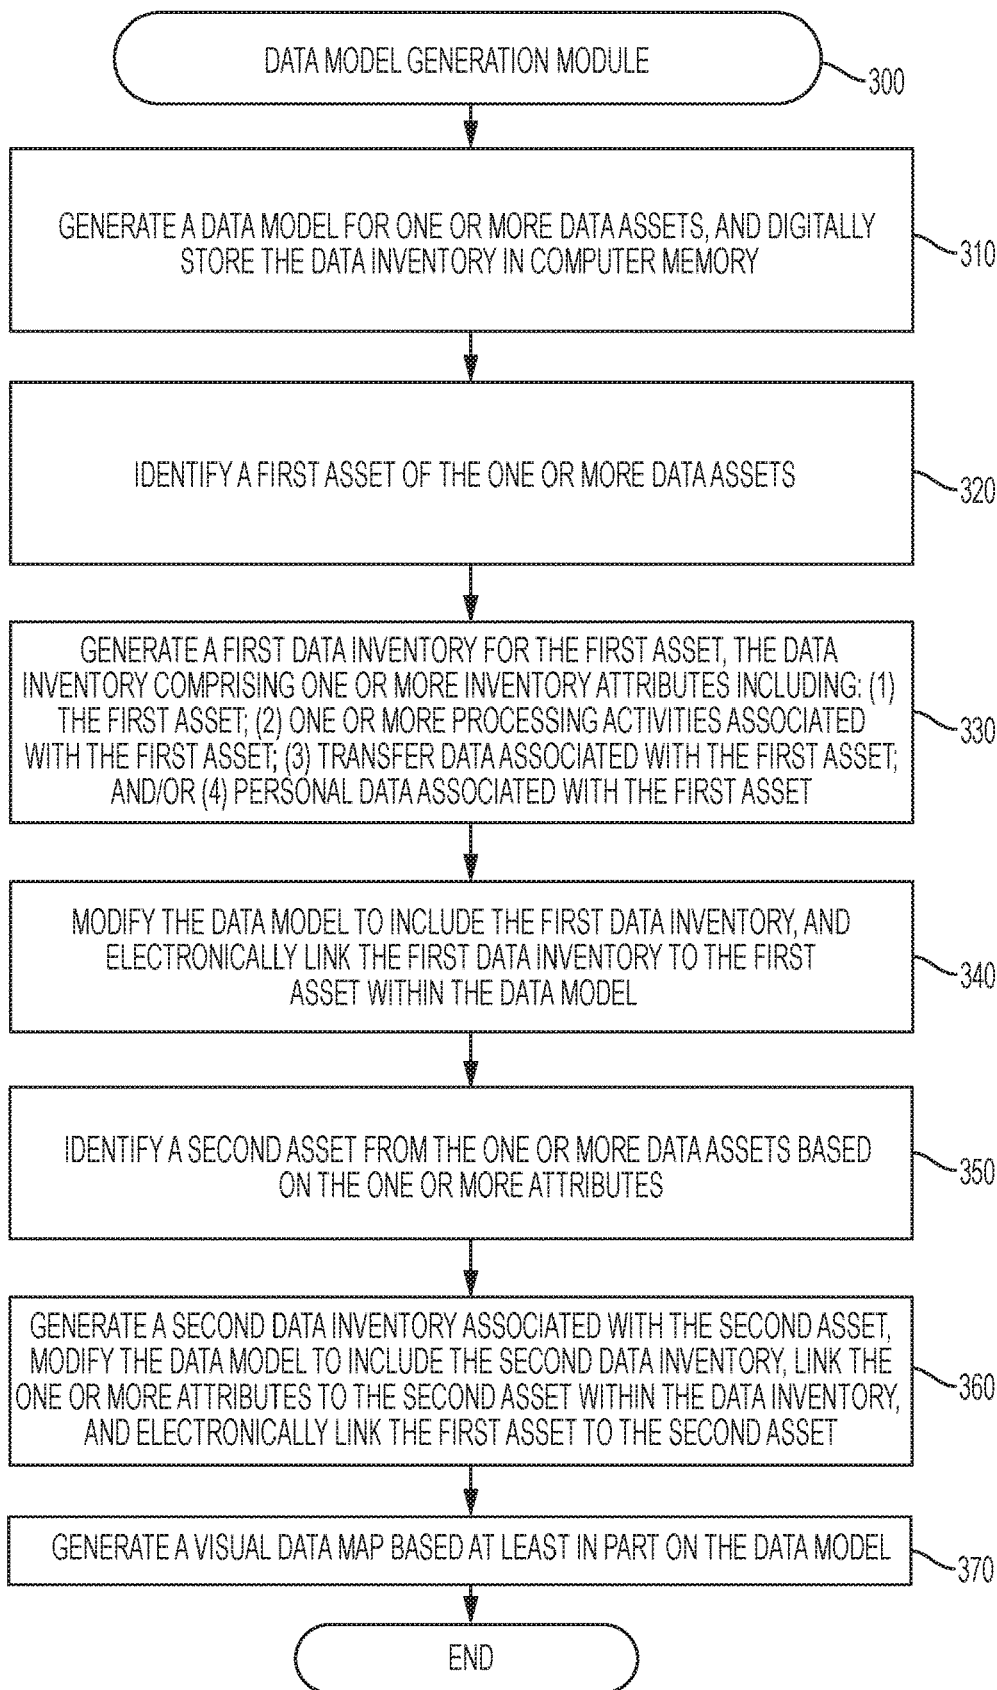 DATA MODEL GENERATION MODULE
300
GENERATE A DATA MODEL FOR ONE OR MORE DATA ASSETS, AND DIGITALLY
STORE THE DATA INVENTORY IN COMPUTER MEMORY
310
IDENTIFY A FIRST ASSET OF THE ONE OR MORE DATA ASSETS
320
GENERATE A FIRST DATA INVENTORY FOR THE FIRST ASSET, THE DATA
INVENTORY COMPRISING ONE OR MORE INVENTORY ATTRIBUTES INCLUDING: (1)
THE FIRST ASSET; (2) ONE OR MORE PROCESSING ACTIVITIES ASSOCIATED
WITH THE FIRST ASSET; (3) TRANSFER DATA ASSOCIATED WITH THE FIRST ASSET;
AND/OR (4) PERSONAL DATA ASSOCIATED WITH THE FIRST ASSET
330
MODIFY THE DATA MODEL TO INCLUDE THE FIRST DATA INVENTORY, AND
ELECTRONICALLY LINK THE FIRST DATA INVENTORY TO THE FIRST
ASSET WITHIN THE DATA MODEL
340
IDENTIFY A SECOND ASSET FROM THE ONE OR MORE DATA ASSETS BASED
ON THE ONE OR MORE ATTRIBUTES
350
GENERATE A SECOND DATA INVENTORY ASSOCIATED WITH THE SECOND ASSET,
MODIFY THE DATA MODEL TO INCLUDE THE SECOND DATA INVENTORY, LINK THE
ONE OR MORE ATTRIBUTES TO THE SECOND ASSET WITHIN THE DATA INVENTORY,
AND ELECTRONICALLY LINK THE FIRST ASSET TO THE SECOND ASSET
360
GENERATE A VISUAL DATA MAP BASED AT LEAST IN PART ON THE DATA MODEL
370
END